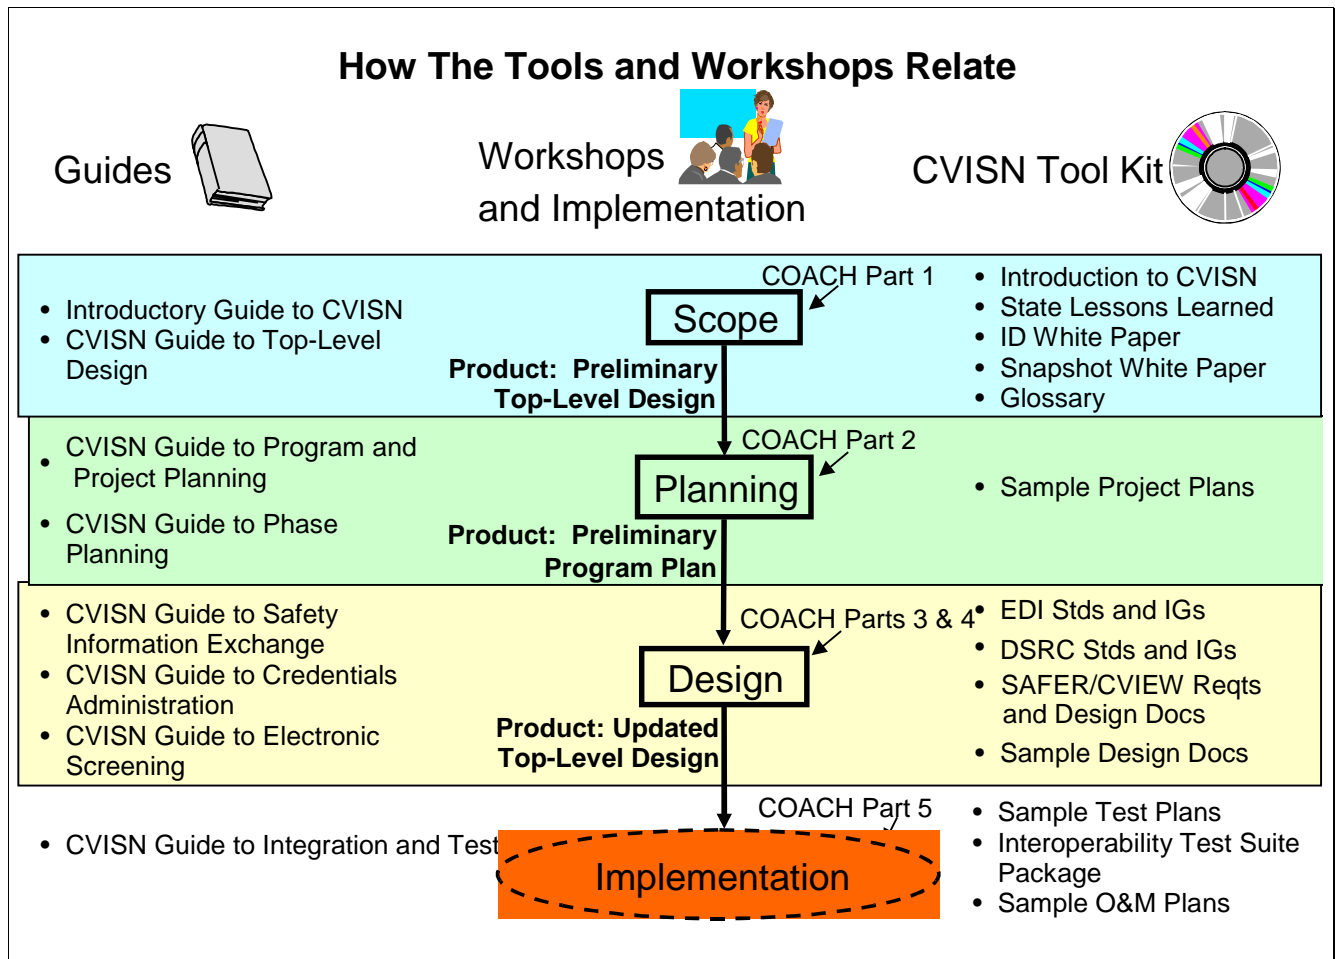 How The Tools and Workshops Relate
Guides
Workshops
and Implementation
CVISN Tool Kit
• Introductory Guide to CVISN
• CVISN Guide to Top-Level
Design
COACH Part 1
Scope
Product: Preliminary
Top-Level Design
• Introduction to CVISN
• State Lessons Learned
• ID White Paper
• Snapshot White Paper
• Glossary
• CVISN Guide to Program and
Project Planning
• CVISN Guide to Phase
Planning
COACH Part 2
Planning
Product: Preliminary
Program Plan
• Sample Project Plans
• CVISN Guide to Safety
Information Exchange
• CVISN Guide to Credentials
Administration
• CVISN Guide to Electronic
Screening
COACH Parts 3 & 4
Design
Product: Updated
Top-Level Design
• EDI Stds and IGs
• DSRC Stds and IGs
• SAFER/CVIEW Reqts
and Design Docs
• Sample Design Docs
• CVISN Guide to Integration and Test
COACH Part 5
Implementation
• Sample Test Plans
• Interoperability Test Suite
Package
• Sample O&M Plans